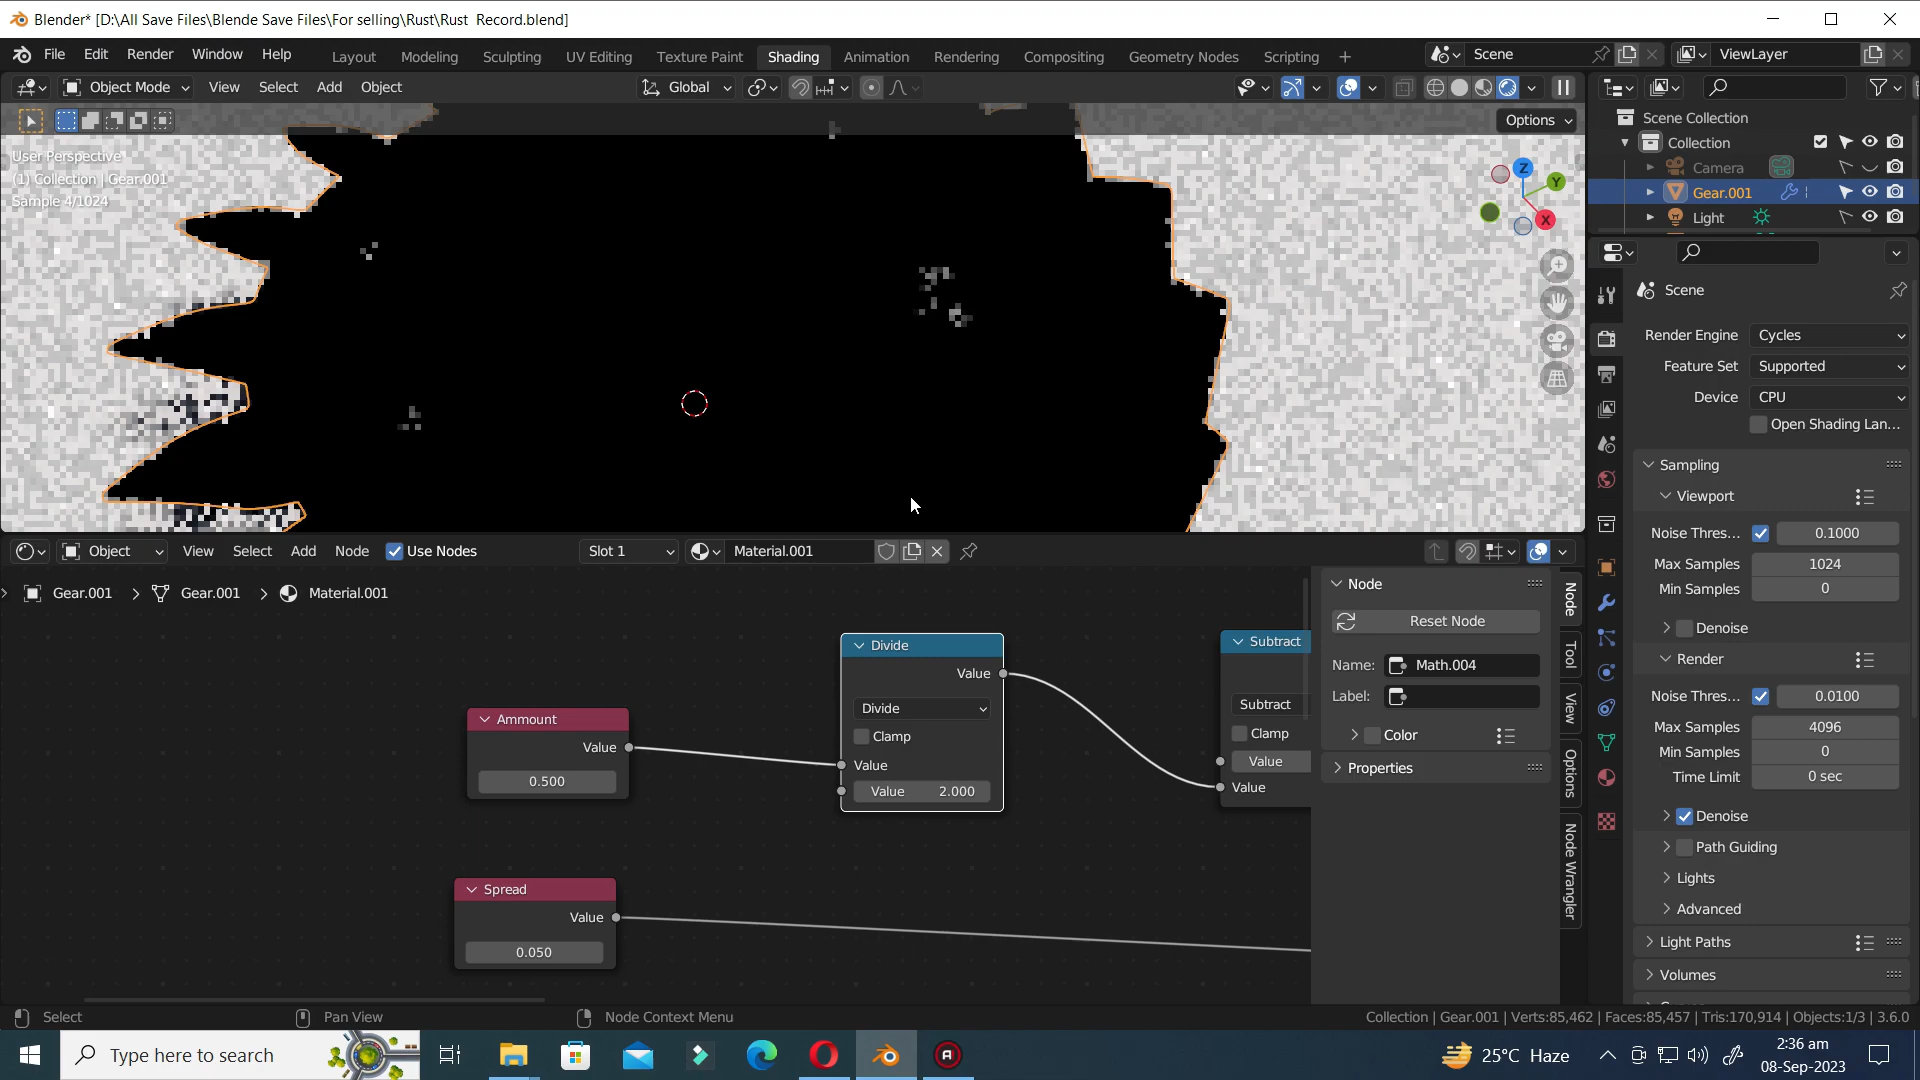 Blender* [D:\All Save Files\Blende Save Files\For selling\Rust\Rust  Record.blend]
File Edit Render Window Help Layout Modeling Sculpting UV Editing Texture Paint Shading Animation Rendering Compositing Geometry Nodes Scripting + Scene ViewLayer
Object Mode View Select Add Object Global
Options
User Perspective
(1) Collection | Gear.001
Sample 4/1024
Z
Y
X
Scene Collection
Collection
Camera
Gear.001
Light
Scene
Render Engine Cycles
Feature Set Supported
Device CPU
Open Shading Lan...
Sampling
Viewport
Noise Thres... 0.1000
Max Samples 1024
Min Samples 0
Denoise
Render
Noise Thres... 0.0100
Max Samples 4096
Min Samples 0
Time Limit 0 sec
Denoise
Path Guiding
Lights
Advanced
Light Paths
Volumes
Object View Select Add Node Use Nodes Slot 1 Material.001
Gear.001 Gear.001 Material.001
Ammount
Value
0.500
Spread
Value
0.050
Divide
Value
Divide
Clamp
Value
Value 2.000
Subtract
Subtract
Clamp
Value
Value
Node
Reset Node
Name: Math.004
Label:
Color
Properties
Node
Tool
View
Options
Node Wrangler
Select Pan View Node Context Menu Collection | Gear.001 | Verts:85,462 | Faces:85,457 | Tris:170,914 | Objects:1/3 | 3.6.0
Type here to search
25°C Haze
2:36 am
08-Sep-2023